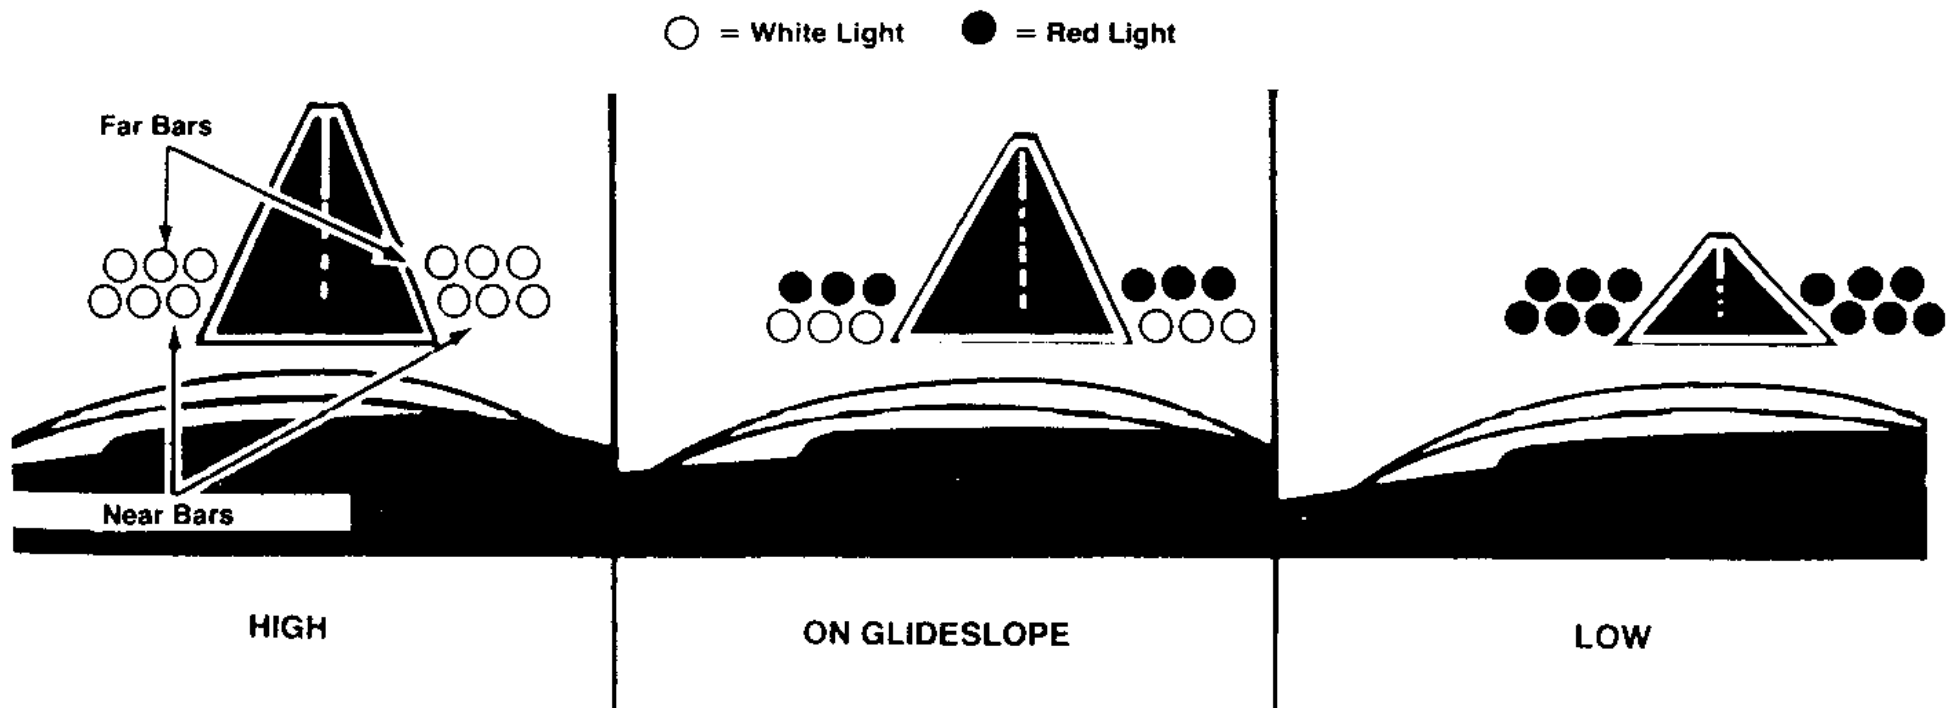 = White Light = Red Light
Far Bars
Near Bars
HIGH
ON GLIDESLOPE
LOW